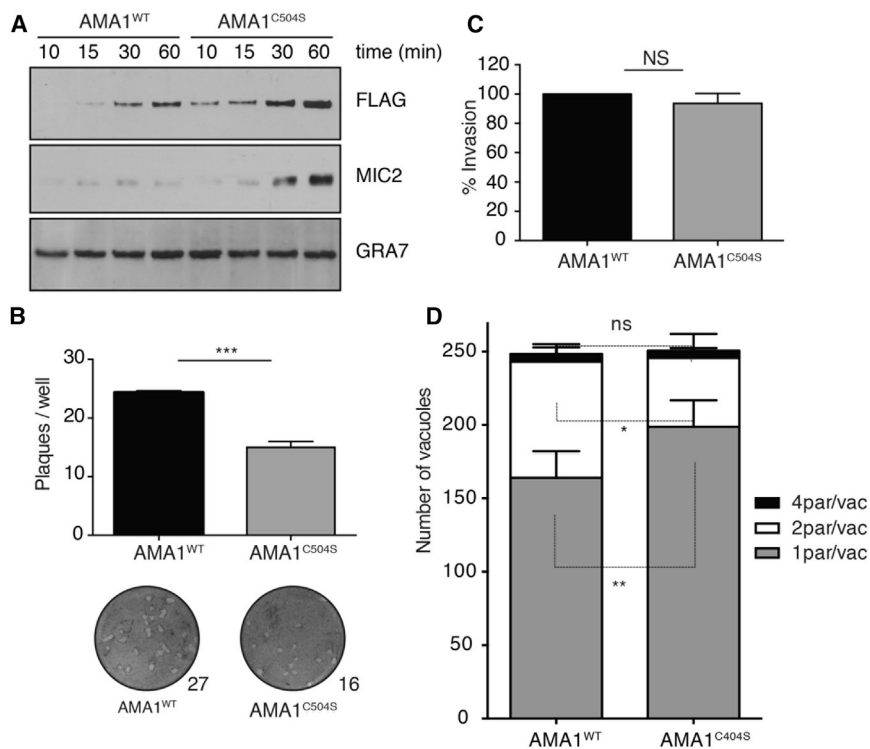 A
AMA1WT AMA1C504S
10 15 30 60 10 15 30 60 time (min)
FLAG
MIC2
GRA7
B
***
30
20
10
0
Plaques / well
AMA1WT AMA1C504S
27 16
AMA1WT AMA1C504S
C
NS
120
100
80
60
40
20
0
% Invasion
AMA1WT AMA1C504S
D
ns
250
200
150
100
50
0
Number of vacuoles
*
**
4par/vac
2par/vac
1par/vac
AMA1WT AMA1C404S